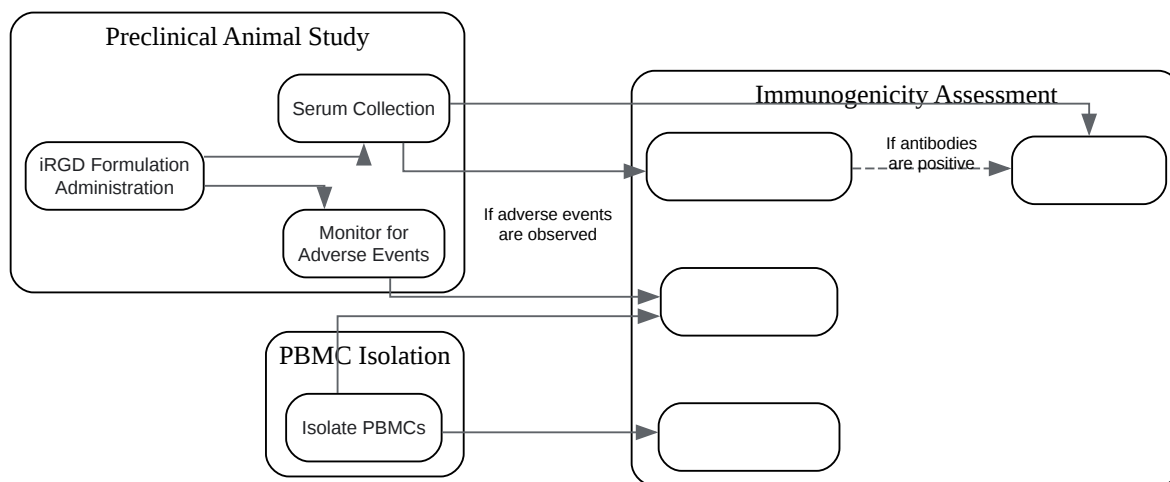 Preclinical Animal Study
Serum Collection
iRGD Formulation
Administration
Monitor for
Adverse Events
If adverse events
are observed
PBMC Isolation
Isolate PBMCs
Immunogenicity Assessment
If antibodies
are positive